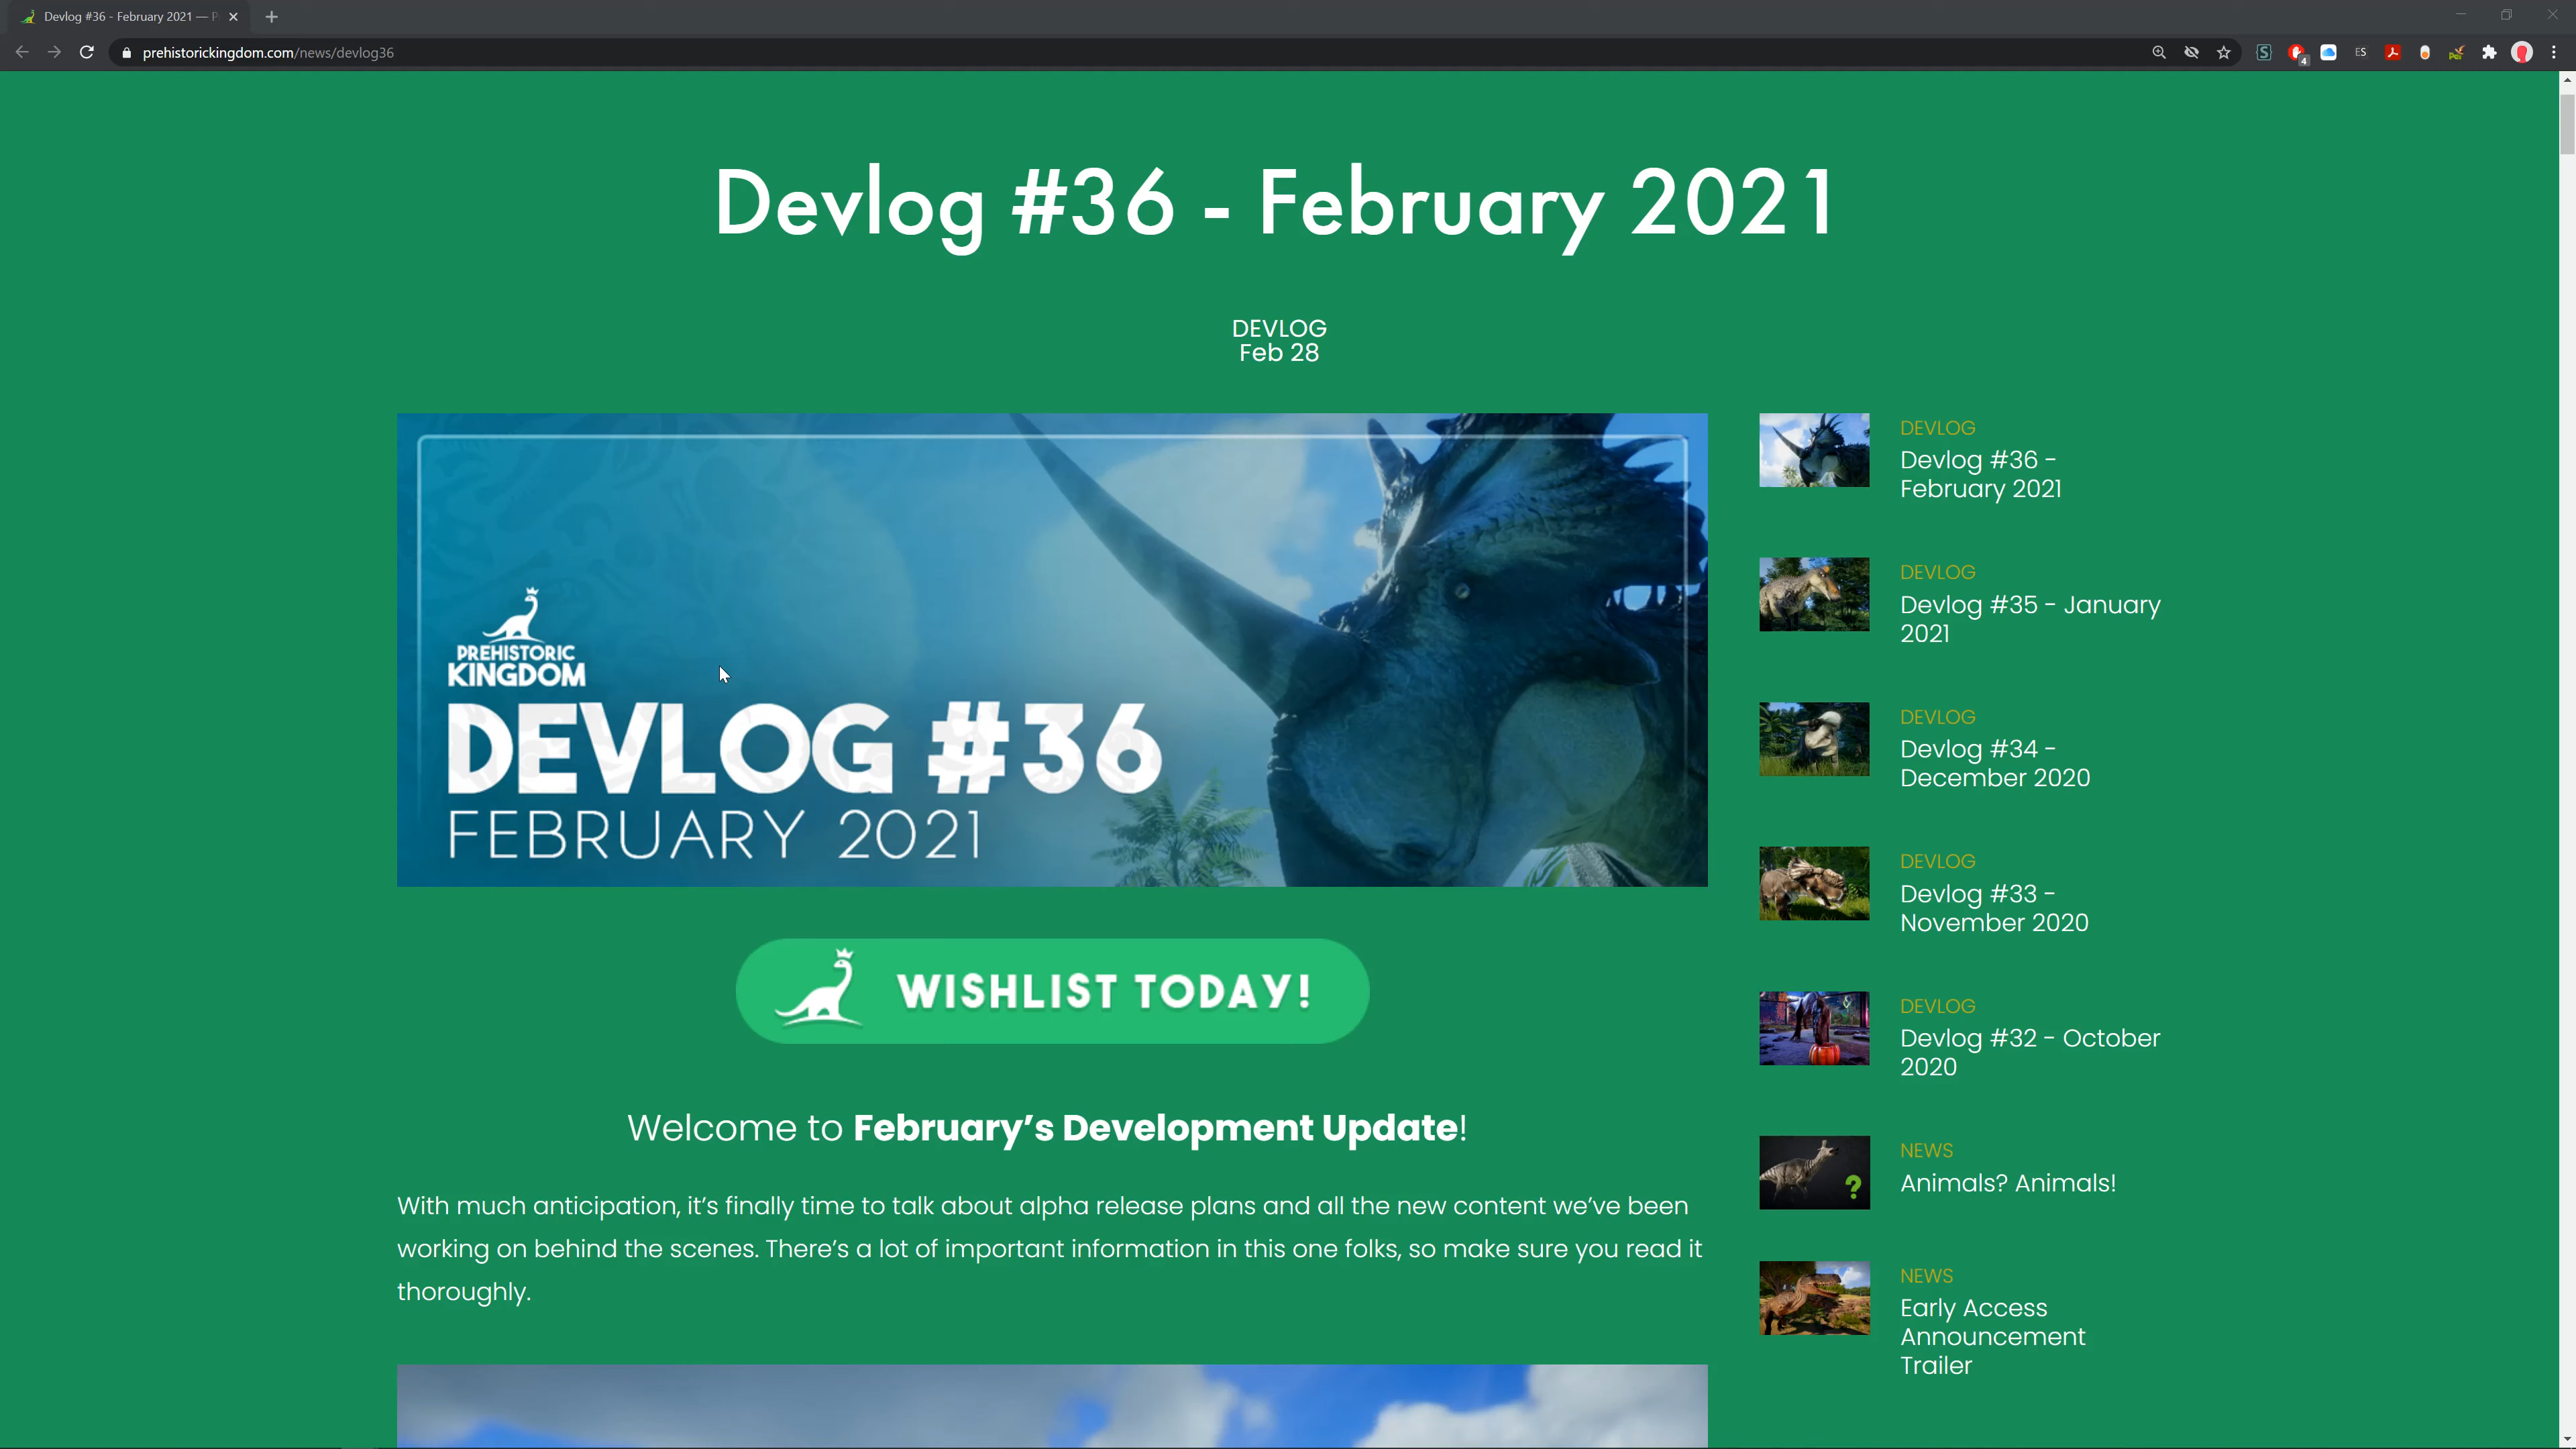 Devlog #36 - February 2021 — P
prehistorickingdom.com/news/devlog36
4
ES
Devlog #36 - February 2021
DEVLOG
Feb 28
PREHISTORIC
KINGDOM
DEVLOG #36
FEBRUARY 2021
WISHLIST TODAY!
Welcome to February’s Development Update!
With much anticipation, it’s finally time to talk about alpha release plans and all the new content we’ve been
working on behind the scenes. There’s a lot of important information in this one folks, so make sure you read it
thoroughly.
DEVLOG
Devlog #36 -
February 2021
DEVLOG
Devlog #35 - January
2021
DEVLOG
Devlog #34 -
December 2020
DEVLOG
Devlog #33 -
November 2020
DEVLOG
Devlog #32 - October
2020
NEWS
Animals? Animals!
NEWS
Early Access
Announcement
Trailer